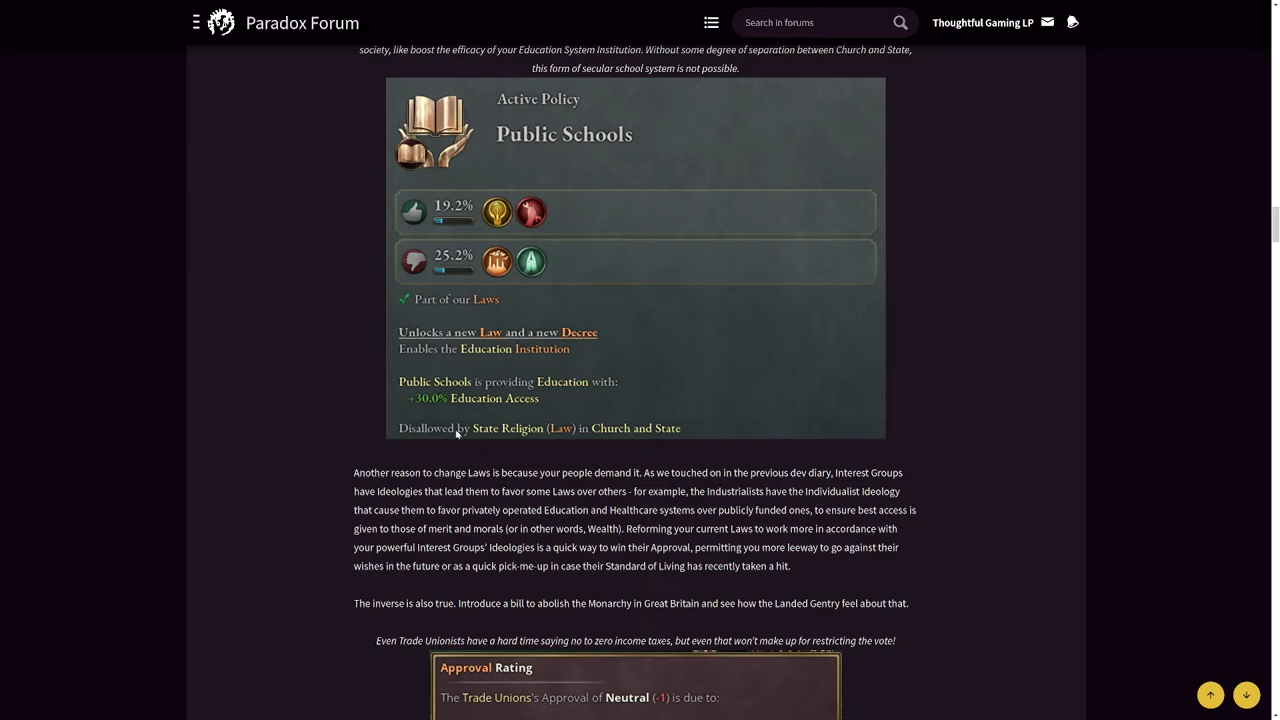 Paradox Forum
Search in forums
Thoughtful Gaming LP
society, like boost the efficacy of your Education System Institution. Without some degree of separation between Church and State,
this form of secular school system is not possible.
Active Policy
Public Schools
19.2%
25.2%
Part of our Laws
Unlocks a new Law and a new Decree
Enables the Education Institution
Public Schools is providing Education with:
+30.0% Education Access
Disallowed by State Religion (Law) in Church and State
Another reason to change Laws is because your people demand it. As we touched on in the previous dev diary, Interest Groups
have Ideologies that lead them to favor some Laws over others - for example, the Industrialists have the Individualist Ideology
that cause them to favor privately operated Education and Healthcare systems over publicly funded ones, to ensure best access is
given to those of merit and morals (or in other words, Wealth). Reforming your current Laws to work more in accordance with
your powerful Interest Groups' Ideologies is a quick way to win their Approval, permitting you more leeway to go against their
wishes in the future or as a quick pick-me-up in case their Standard of Living has recently taken a hit.
The inverse is also true. Introduce a bill to abolish the Monarchy in Great Britain and see how the Landed Gentry feel about that.
Even Trade Unionists have a hard time saying no to zero income taxes, but even that won't make up for restricting the vote!
Approval Rating
The Trade Unions's Approval of Neutral (-1) is due to: